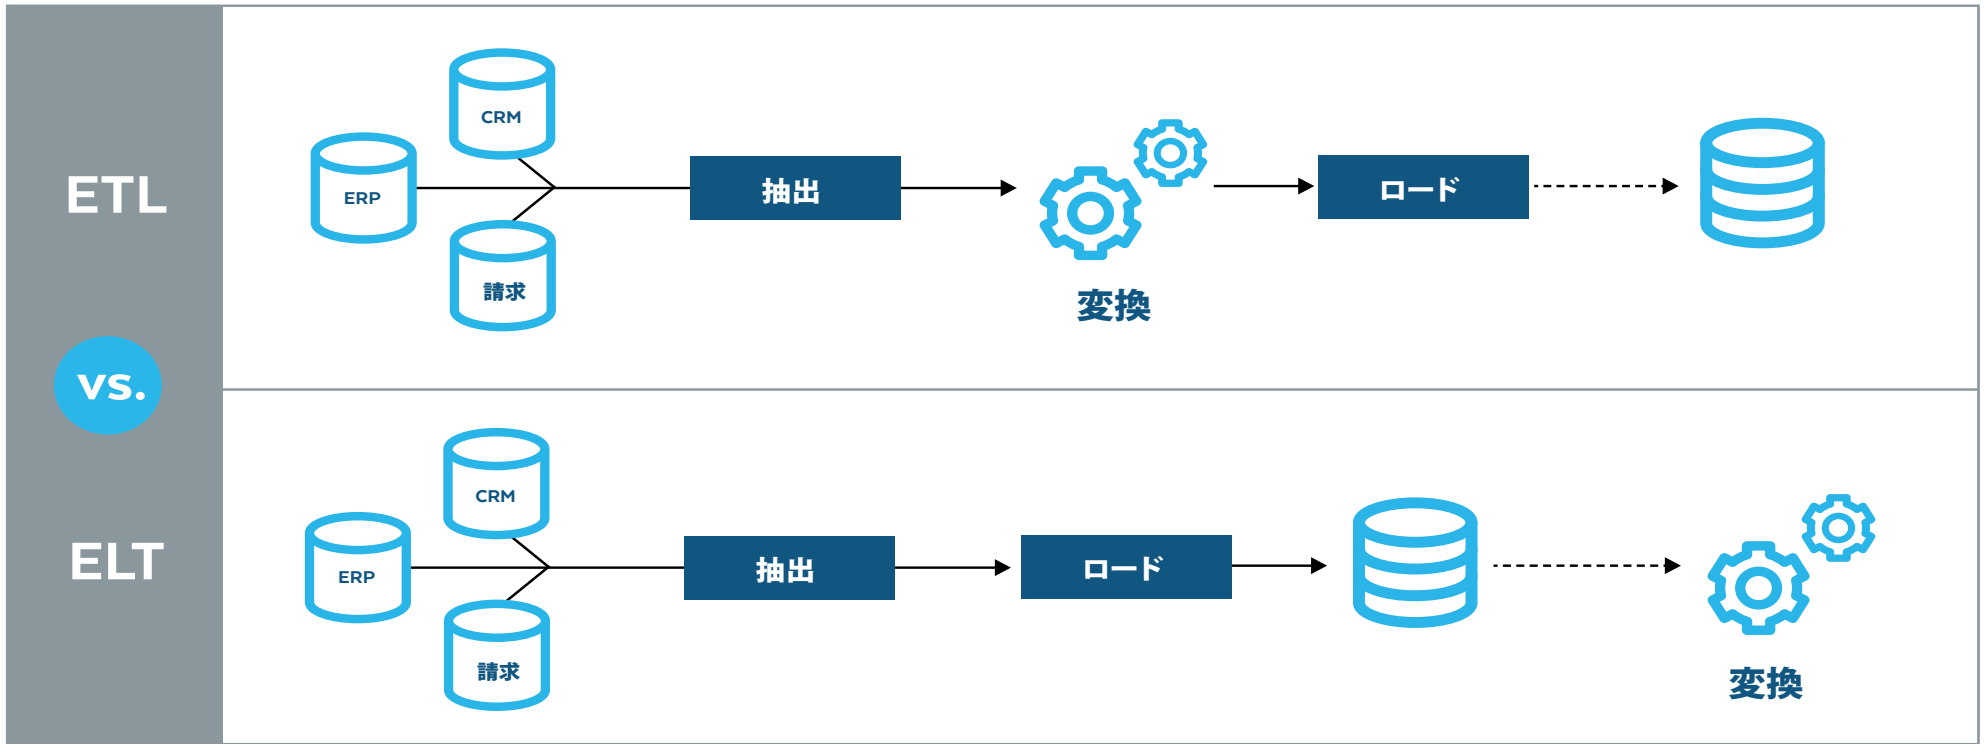 ETL
CRM
ERP
請求
抽出
変換
ロード
vs.
ELT
CRM
ERP
請求
抽出
ロード
変換